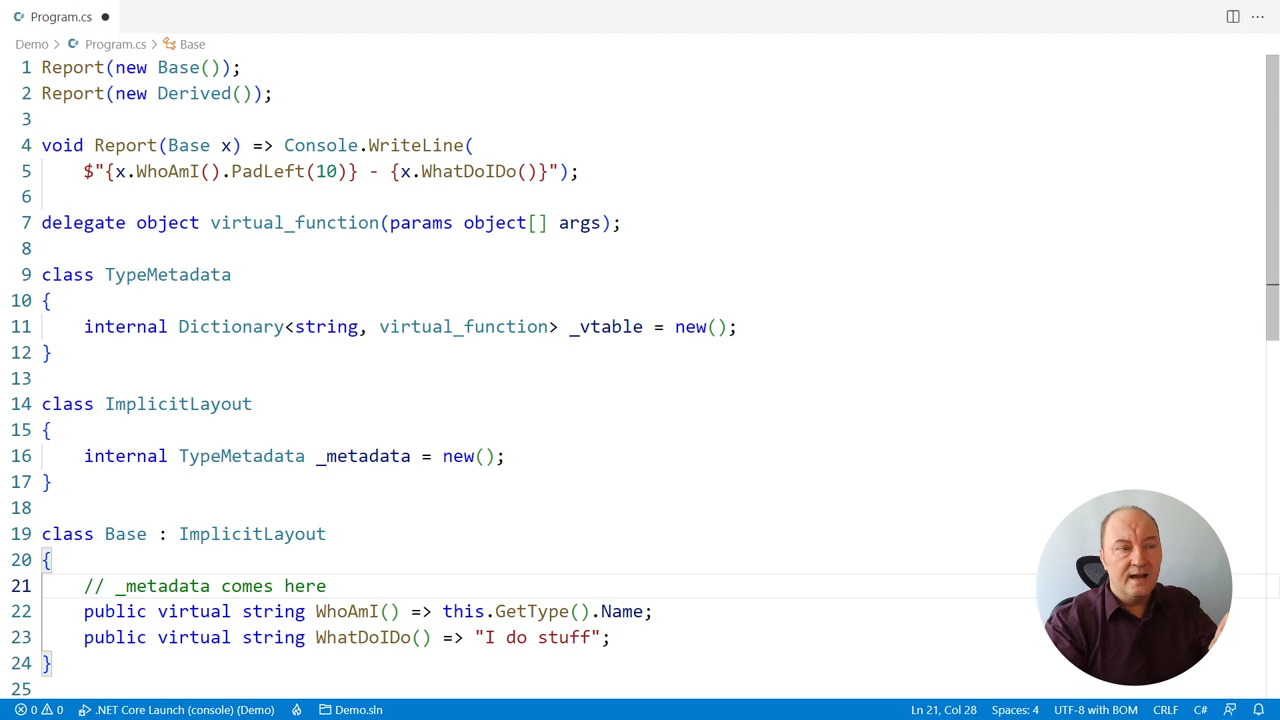 Program.cs
Demo > Program.cs > Base
1 Report(new Base());
2 Report(new Derived());
3
4 void Report(Base x) => Console.WriteLine(
5     $"{x.WhoAmI().PadLeft(10)} - {x.WhatDoIDo()}");
6
7 delegate object virtual_function(params object[] args);
8
9 class TypeMetadata
10 {
11     internal Dictionary<string, virtual_function> _vtable = new();
12 }
13
14 class ImplicitLayout
15 {
16     internal TypeMetadata _metadata = new();
17 }
18
19 class Base : ImplicitLayout
20 {
21     // _metadata comes here
22     public virtual string WhoAmI() => this.GetType().Name;
23     public virtual string WhatDoIDo() => "I do stuff";
24 }
25
0 0 .NET Core Launch (console) (Demo) Demo.sln Ln 21, Col 28 Spaces: 4 UTF-8 with BOM CRLF C#